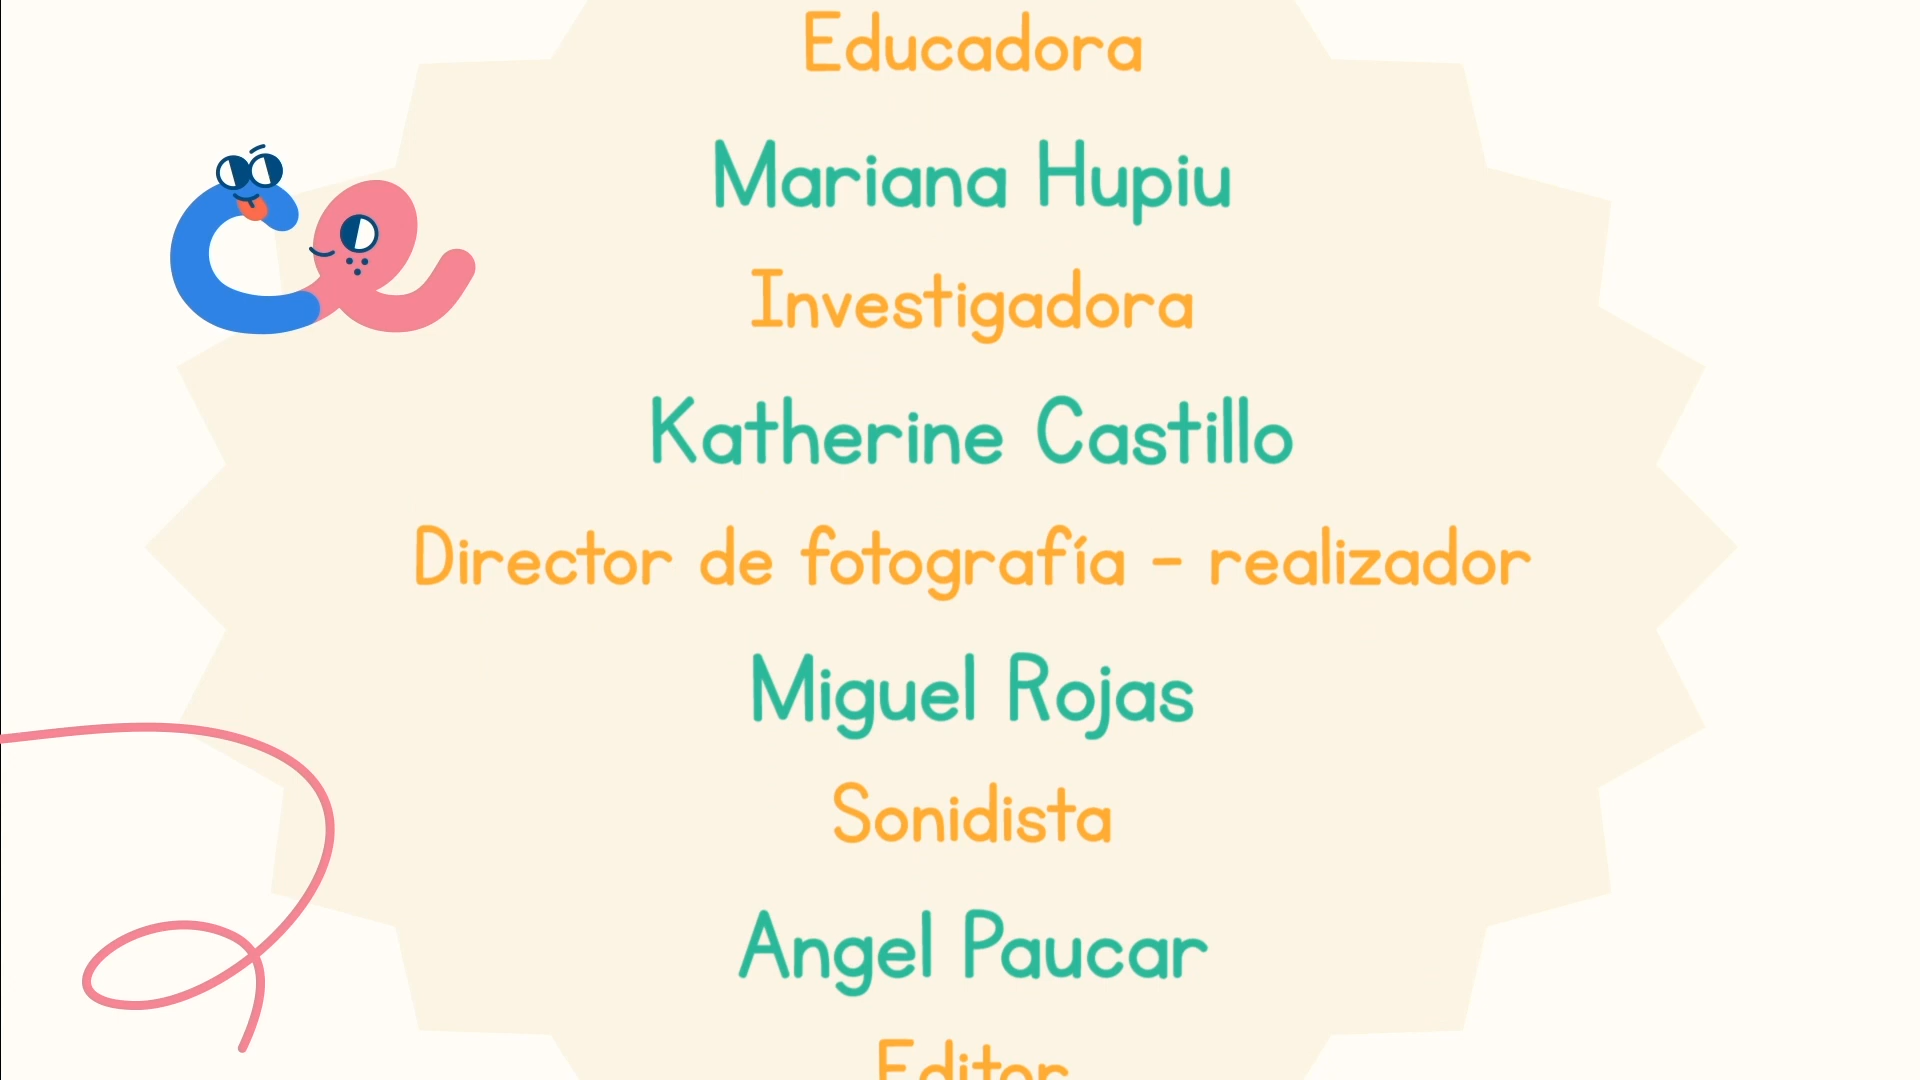 Educadora
Mariana Hupiu
Investigadora
Katherine Castillo
Director de fotografía - realizador
Miguel Rojas
Sonidista
Angel Paucar
Editor